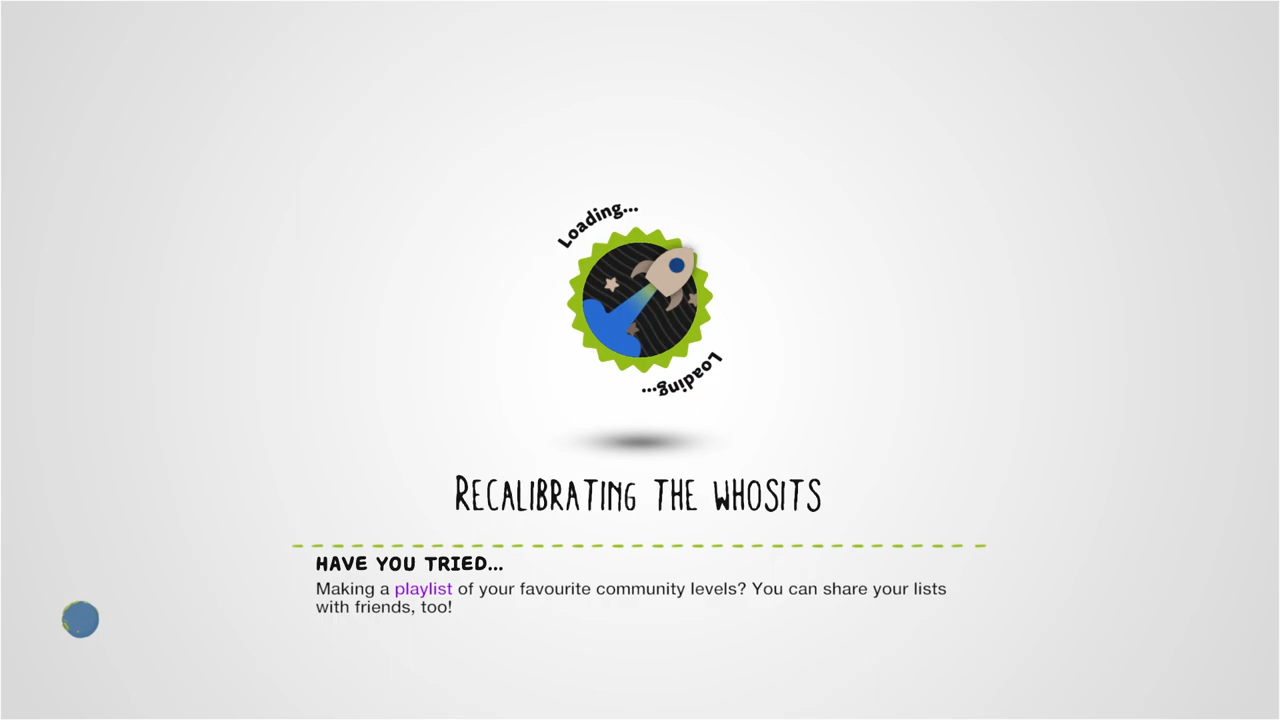 Loading...
Loading...
Recalibrating the whosits
HAVE YOU TRIED...
Making a playlist of your favourite community levels? You can share your lists
with friends, too!